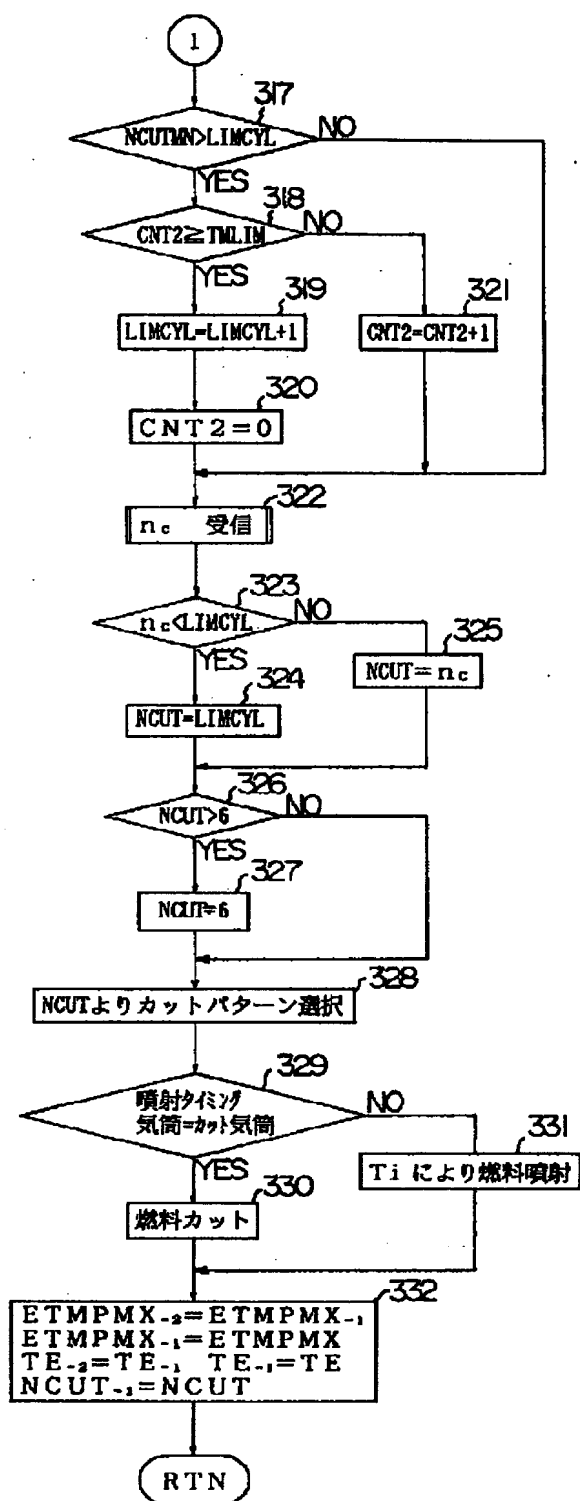 1
317
NCUTMN>LIMCYL
NO
YES
318
CNT2≧TMLIM
NO
YES
319
LIMCYL=LIMCYL+1
321
CNT2=CNT2+1
320
CNT2=0
322
nc 受信
323
nc<LIMCYL
NO
325
YES
NCUT=nc
324
NCUT=LIMCYL
326
NCUT>6
NO
YES
327
NCUT=6
328
NCUTよりカットパターン選択
329
噴射タイミング
気筒=カット気筒
NO
331
YES
Tiにより燃料噴射
330
燃料カット
332
ETMPMX-2=ETMPMX-1
ETMPMX-1=ETMPMX
TE-2=TE-1 TE-1=TE
NCUT-1=NCUT
RTN